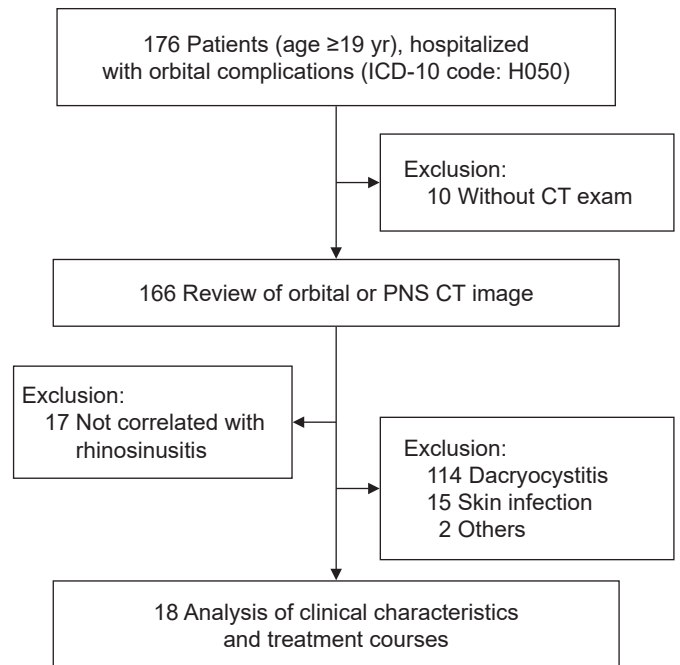 176 Patients (age ≥19 yr), hospitalized
with orbital complications (ICD-10 code: H050)
Exclusion:
10 Without CT exam
166 Review of orbital or PNS CT image
Exclusion:
17 Not correlated with
rhinosinusitis
Exclusion:
114 Dacryocystitis
15 Skin infection
2 Others
18 Analysis of clinical characteristics
and treatment courses